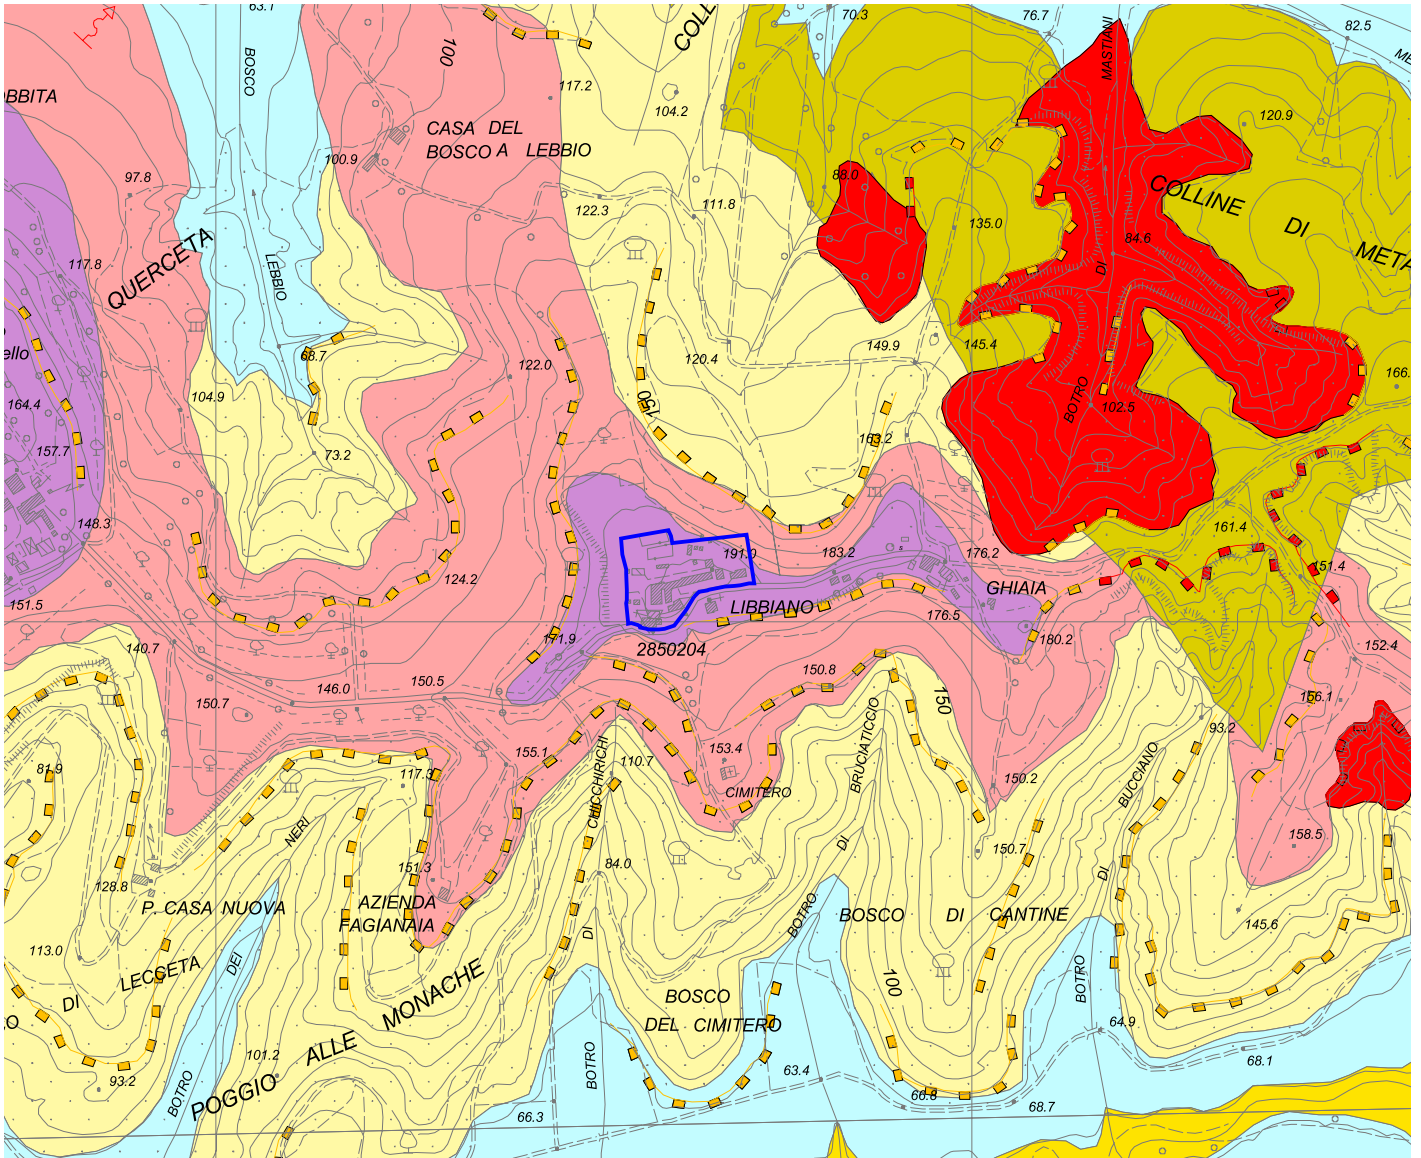 63.1
70.3
76.7
82.5
COLL
MASTIANI
100
BOSCO
117.2
104.2
120.9
OBBITA
CASA DEL
BOSCO A LEBBIO
100.9
97.8
88.0
COLLINE
DI
META
122.3
111.8
135.0
84.6
DI
QUERCETA
117.8
LEBBIO
68.7
ello
122.0
120.4
149.9
145.4
166.
164.4
104.9
150
BOTRO
102.5
157.7
73.2
163.2
148.3
161.4
191.0
183.2
176.2
124.2
151.4
GHIAIA
151.5
LIBBIANO
176.5
171.9
180.2
140.7
2850204
152.4
150.8
146.0
150.5
150.7
156.1
150
BRUCIATICCIO
93.2
155.1
153.4
110.7
CHICCHIRICHI
81.9
117.3
150.2
BUCCIANO
CIMITERO
NERI
158.5
DI
150.7
151.3
84.0
DI
128.8
P. CASA NUOVA
AZIENDA
FAGIANAIA
BOTRO
BOSCO DI CANTINE
145.6
DI
113.0
DEI
LECCETA
DI
MONACHE
100
BOTRO
BOSCO
DEL CIMITERO
64.9
ALLE
101.2
68.1
93.2
POGGIO
BOTRO
BOTRO
63.4
66.8
68.7
66.3